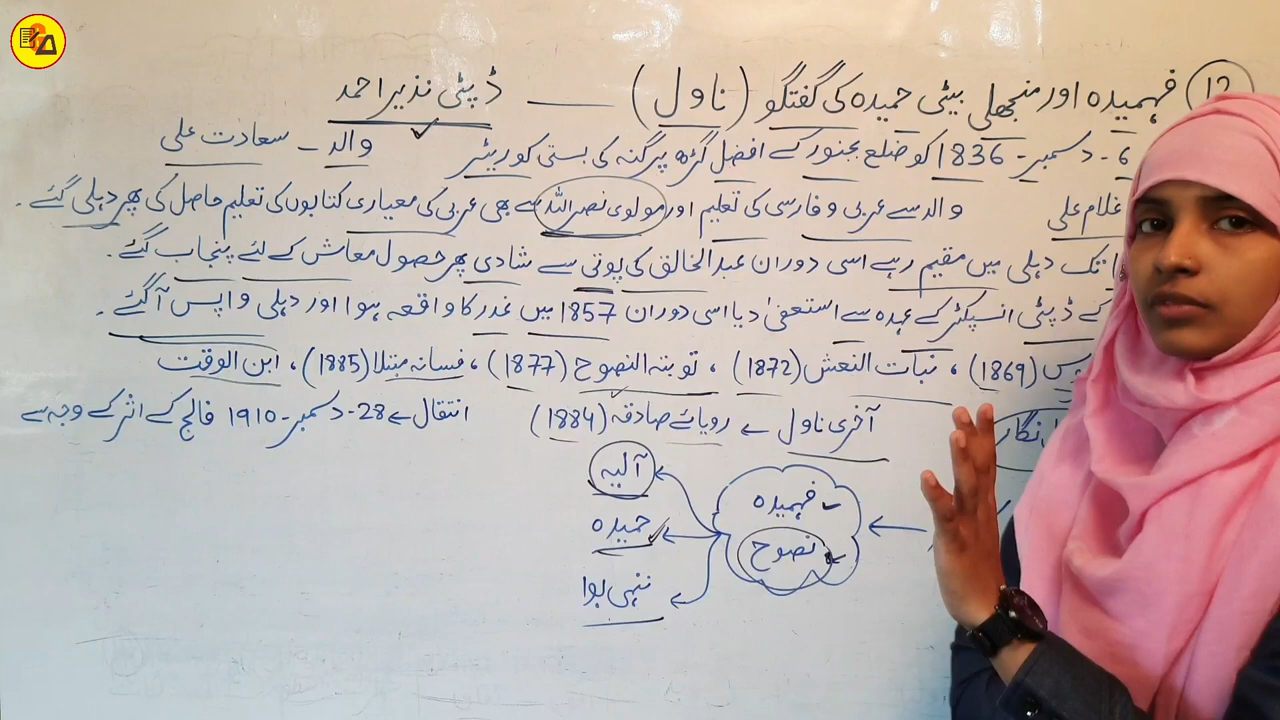 12 فہمیدہ اور منجھلی بیٹی حمیدہ کی گفتگو (ناول) — ڈپٹی نذیر احمد
6 - دسمبر - 1836 کو ضلع بجنور کے افضل گڑھ پرگنہ کی بستی کو ریٹر والد - سعادت علی
غلام علی والد سے عربی و فارسی کی تعلیم اور مولوی نصراللہ سے بھی عربی کی معیاری کتابوں کی تعلیم حاصل کی پھر دہلی گئے ۔
تک دہلی میں مقیم رہے اسی دوران عبدالخالق کی پوتی سے شادی پھر حصول معاش کے لئے پنجاب گئے ۔
کے ڈپٹی انسپکٹر کے عہدہ سے استعفیٰ دیا اسی دوران 1857 میں غدر کا واقعہ ہوا اور دہلی واپس آگئے ۔
(1869) ، نبات النعش (1872) ، توبتہ النصوح (1877) ، فسانہ مبتلا (1885) ، ابن الوقت
نگار آخری ناول ← رویائے صادقہ (1884) انتقال ← 28 - دسمبر - 1910 فالج کے اثر کے وجہ سے
فہمیدہ
نصوح
آلیہ
حمیدہ
ننہی بوا